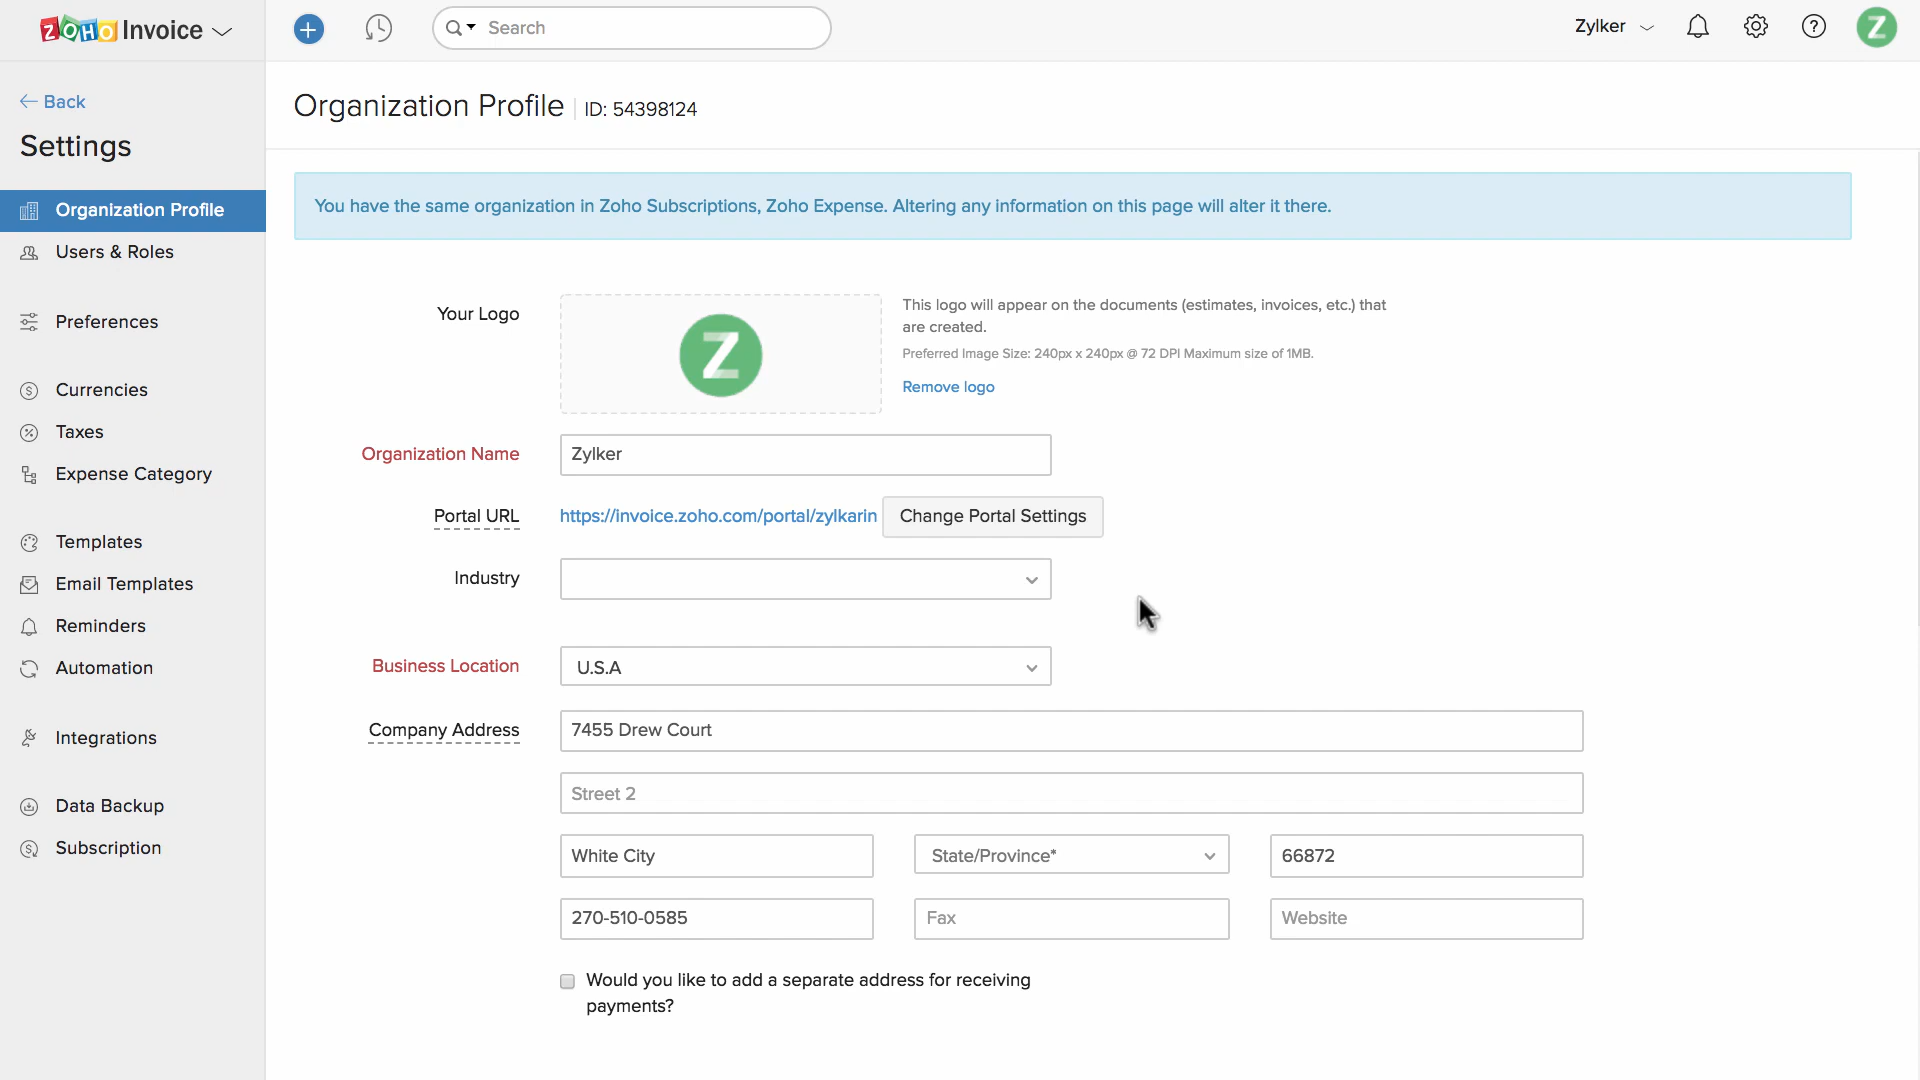 ZOHO Invoice
Search
Zylker
Z
Back
Settings
Organization Profile
Users & Roles
Preferences
Currencies
Taxes
Expense Category
Templates
Email Templates
Reminders
Automation
Integrations
Data Backup
Subscription
Organization Profile ID: 54398124
You have the same organization in Zoho Subscriptions, Zoho Expense. Altering any information on this page will alter it there.
Your Logo
Z
This logo will appear on the documents (estimates, invoices, etc.) that
are created.
Preferred Image Size: 240px x 240px @ 72 DPI Maximum size of 1MB.
Remove logo
Organization Name Zylker
Portal URL https://invoice.zoho.com/portal/zylkarin Change Portal Settings
Industry
Business Location U.S.A
Company Address 7455 Drew Court
Street 2
White City State/Province* 66872
270-510-0585 Fax Website
Would you like to add a separate address for receiving
payments?